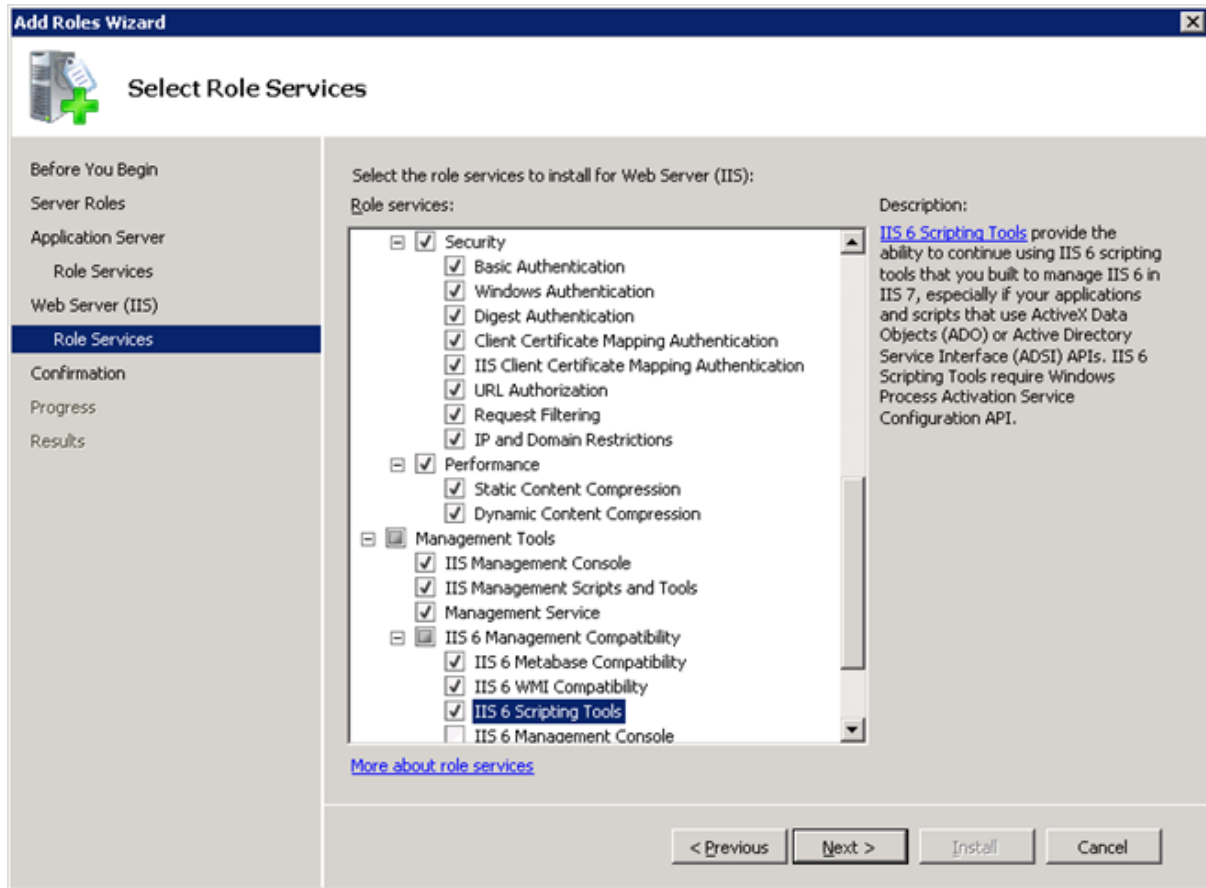 Add Roles Wizard
Select Role Services
Before You Begin
Server Roles
Application Server
Role Services
Web Server (IIS)
Role Services
Confirmation
Progress
Results
Select the role services to install for Web Server (IIS):
Role services:
Security
Basic Authentication
Windows Authentication
Digest Authentication
Client Certificate Mapping Authentication
IIS Client Certificate Mapping Authentication
URL Authorization
Request Filtering
IP and Domain Restrictions
Performance
Static Content Compression
Dynamic Content Compression
Management Tools
IIS Management Console
IIS Management Scripts and Tools
Management Service
IIS 6 Management Compatibility
IIS 6 Metabase Compatibility
IIS 6 WMI Compatibility
IIS 6 Scripting Tools
IIS 6 Management Console
More about role services
Description:
IIS 6 Scripting Tools provide the
ability to continue using IIS 6 scripting
tools that you built to manage IIS 6 in
IIS 7, especially if your applications
and scripts that use ActiveX Data
Objects (ADO) or Active Directory
Service Interface (ADSI) APIs. IIS 6
Scripting Tools require Windows
Process Activation Service
Configuration API.
< Previous
Next >
Install
Cancel